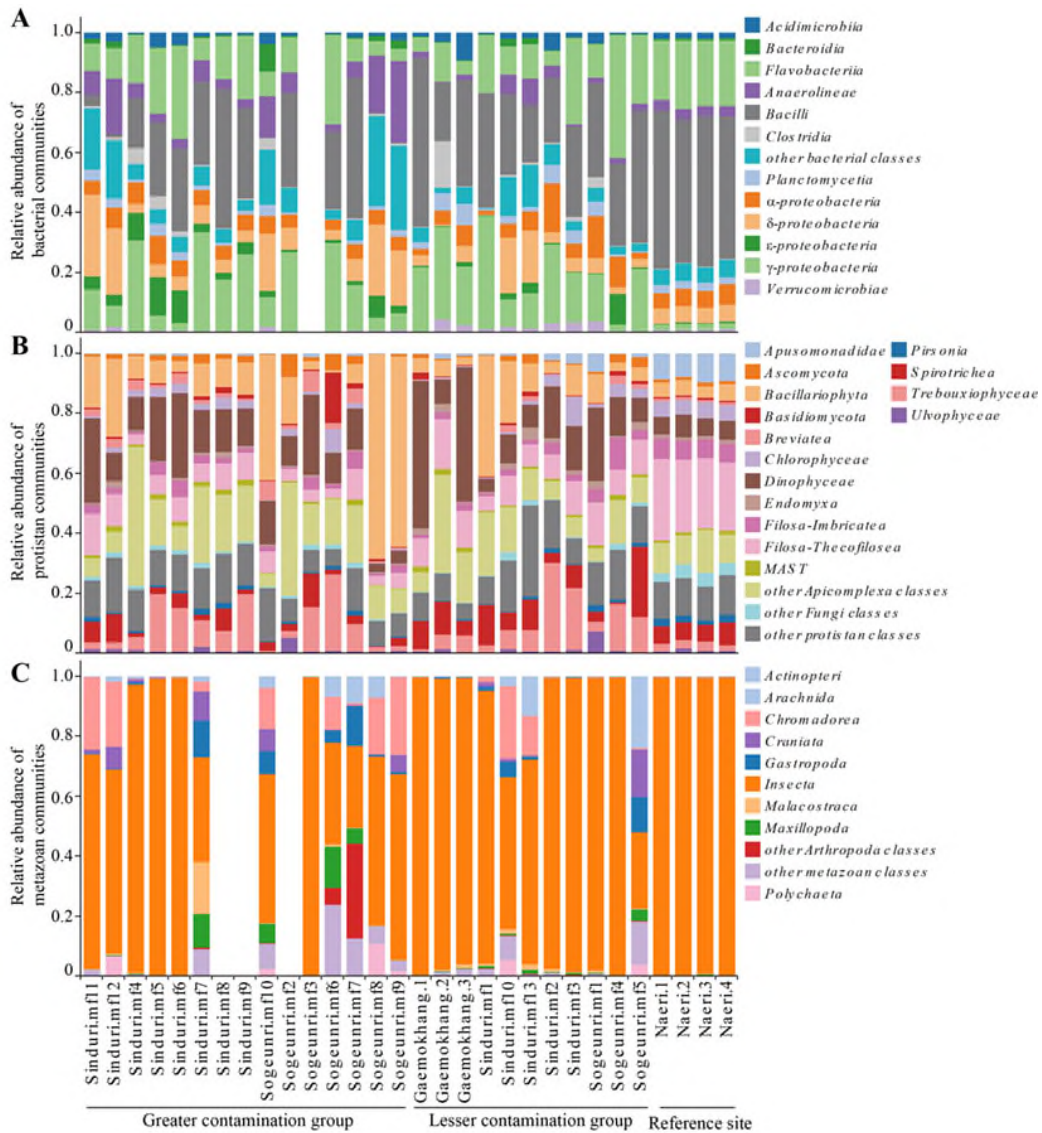 A
Relative abundance of
bacterial communities
1.0
0.8
0.6
0.4
0.2
0
Acidimicrobiia
Bacteroidia
Flavobacteriia
Anaerolineae
Bacilli
Clostridia
other bacterial classes
Planctomycetia
α-proteobacteria
δ-proteobacteria
ε-proteobacteria
γ-proteobacteria
Verrucomicrobiae
B
Relative abundance of
protistan communities
1.0
0.8
0.6
0.4
0.2
0
Apusomonadidae
Ascomycota
Bacillariophyta
Basidiomycota
Breviatea
Chlorophyceae
Dinophyceae
Endomyxa
Filosa-Imbricatea
Filosa-Thecofilosea
MAST
other Apicomplexa classes
other Fungi classes
other protistan classes
Pirsonia
Spirotrichea
Trebouxiophyceae
Ulvophyceae
C
Relative abundance of
metazoan communities
1.0
0.8
0.6
0.4
0.2
0
Actinopteri
Arachnida
Chromadorea
Craniata
Gastropoda
Insecta
Malacostraca
Maxillopoda
other Arthropoda classes
other metazoan classes
Polychaeta
Sinduri.mf11
Sinduri.mf12
Sinduri.mf4
Sinduri.mf5
Sinduri.mf6
Sinduri.mf7
Sinduri.mf8
Sinduri.mf9
Sogeunri.mf10
Sogeunri.mf2
Sogeunri.mf3
Sogeunri.mf6
Sogeunri.mf7
Sogeunri.mf8
Sogeunri.mf9
Gaemokhang.1
Gaemokhang.2
Gaemokhang.3
Sinduri.mf1
Sinduri.mf10
Sinduri.mf13
Sinduri.mf2
Sinduri.mf3
Sogeunri.mf1
Sogeunri.mf4
Sogeunri.mf5
Naeri.1
Naeri.2
Naeri.3
Naeri.4
Greater contamination group
Lesser contamination group
Reference site